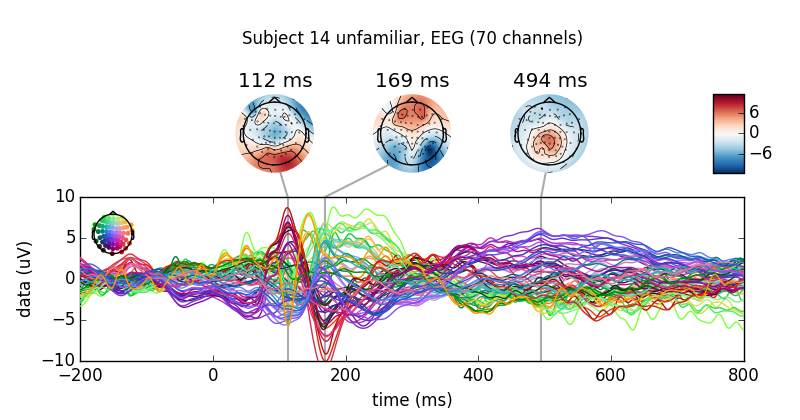 Subject 14 unfamiliar, EEG (70 channels)
112 ms 169 ms 494 ms
6
0
−6
10
5
0
−5
−10
data (uV)
−200 0 200 400 600 800
time (ms)